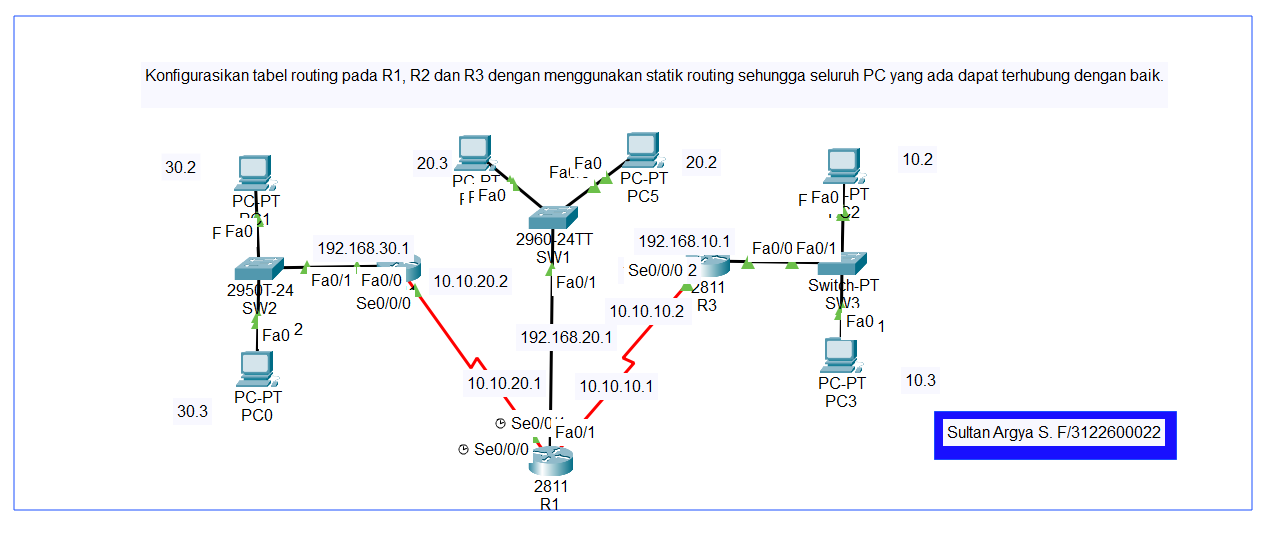 Konfigurasikan tabel routing pada R1, R2 dan R3 dengan menggunakan statik routing sehungga seluruh PC yang ada dapat terhubung dengan baik.
30.2
PC-PT
Fa0
20.3
Fa0
Fa0
PC-PT
PC5
20.2
10.2
Fa0
2960-24TT
SW1
Fa0/1
192.168.30.1
Fa0/1
Fa0/0
Se0/0/0
10.10.20.2
2950T-24
SW2
Fa0
2
PC-PT
PC0
30.3
192.168.10.1
Se0/0/0
2
2811
R3
Fa0/0
Fa0/1
Switch-PT
SW3
Fa0
1
PC-PT
PC3
10.3
10.10.10.2
192.168.20.1
10.10.20.1
10.10.10.1
Fa0/1
Se0/0/0
2811
R1
Sultan Argya S. F/3122600022